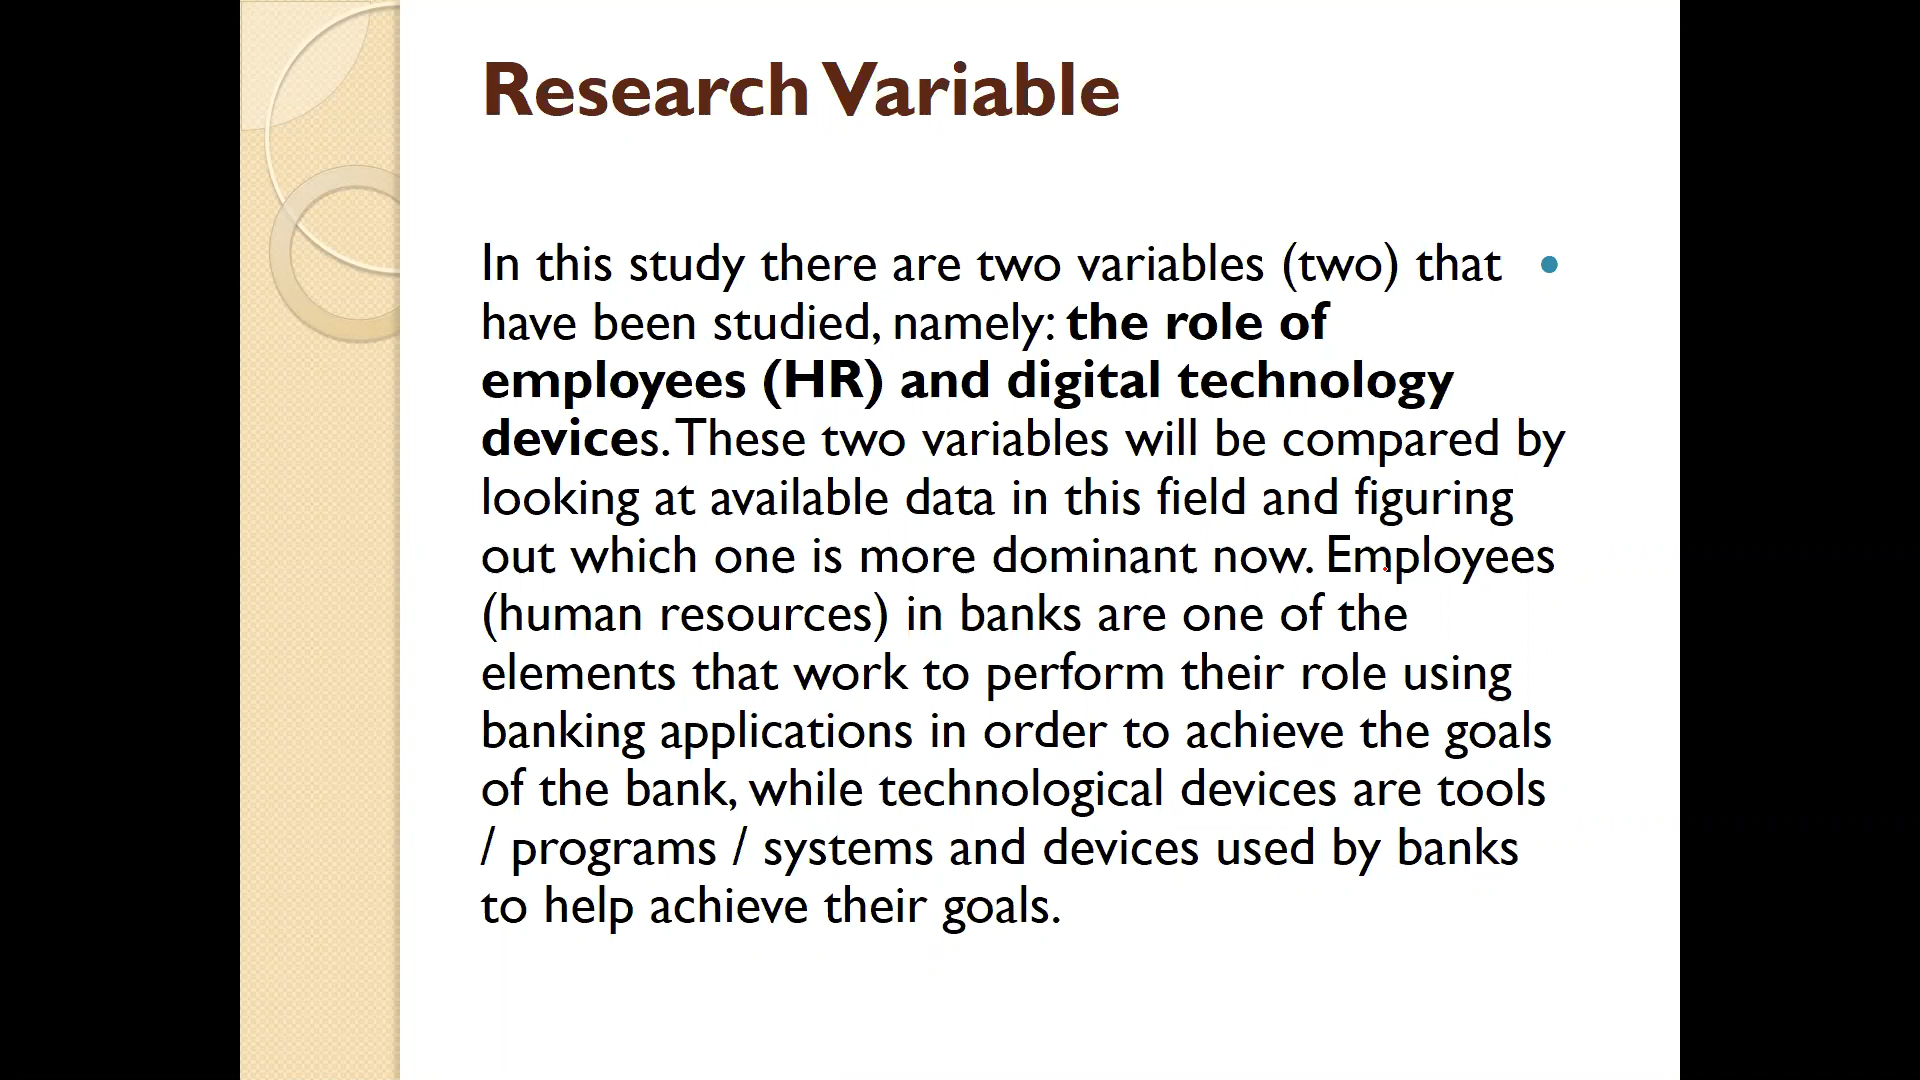 Research Variable
In this study there are two variables (two) that
have been studied, namely: the role of
employees (HR) and digital technology
devices. These two variables will be compared by
looking at available data in this field and figuring
out which one is more dominant now. Employees
(human resources) in banks are one of the
elements that work to perform their role using
banking applications in order to achieve the goals
of the bank, while technological devices are tools
/ programs / systems and devices used by banks
to help achieve their goals.